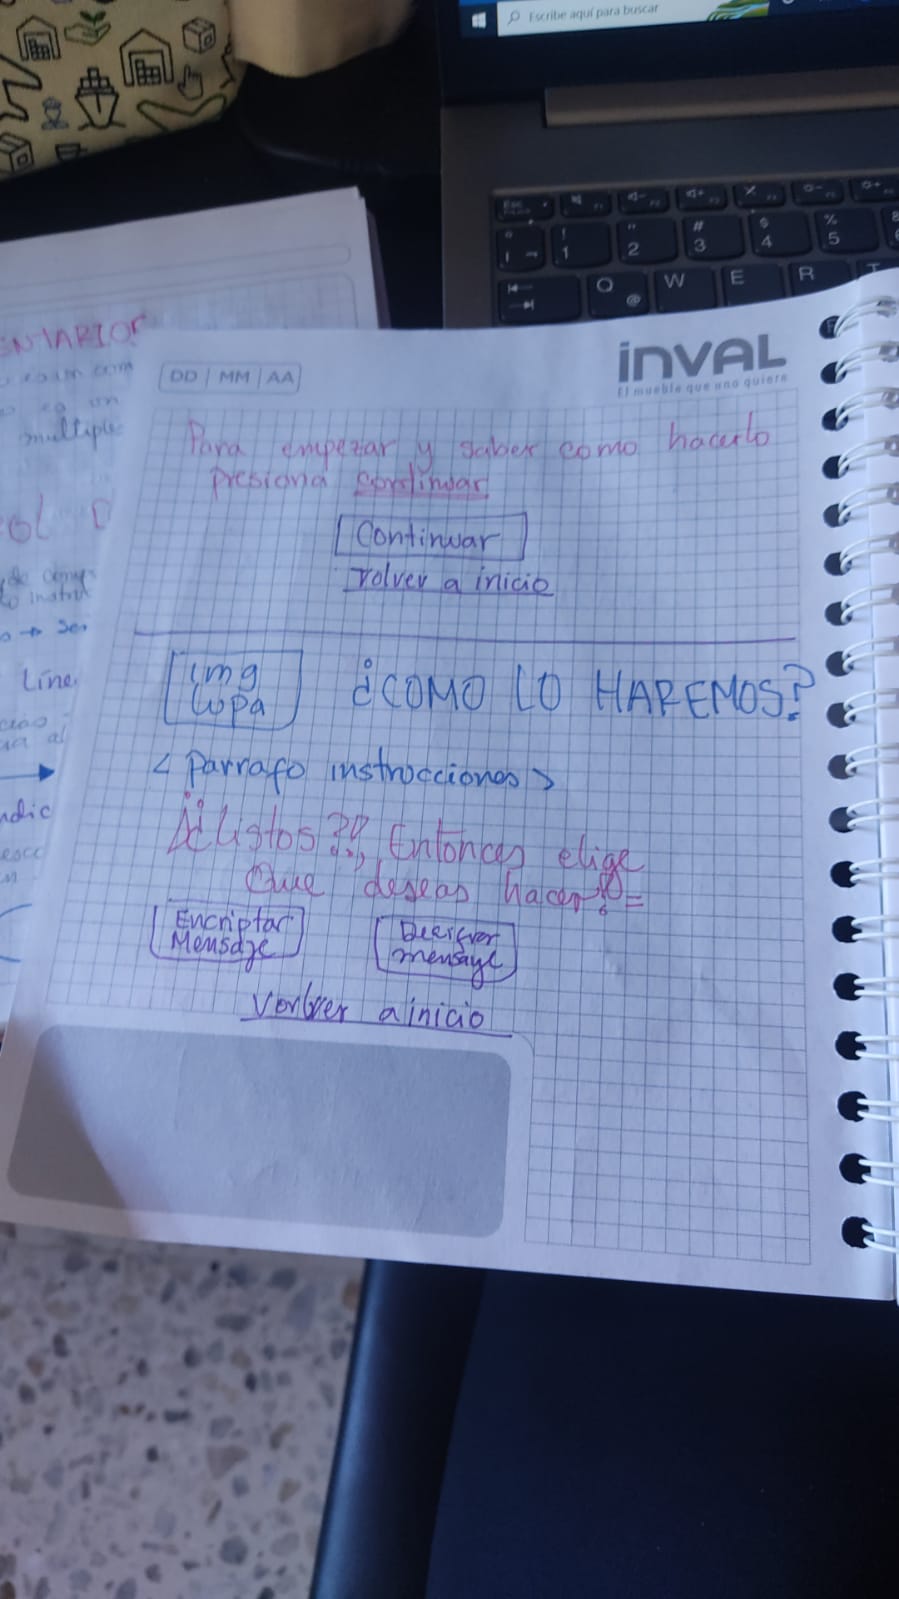 Escribe aquí para buscar
Esc
! 1
" 2
# 3
$ 4
% 5
Q @
W
E
R
T
ENTARIOS
multiple
Line
inVAL
El mueble que uno quiere
DD | MM | AA
Para empezar y saber como hacerlo
presiona continuar
Continuar
volver a inicio
img
Lupa
¿COMO LO HAREMOS?
< Parrafo instrucciones >
Listos??, Entonces elige
Que deseas hacer
Encriptar
Mensaje
Decifrar
mensaje
Volver a inicio